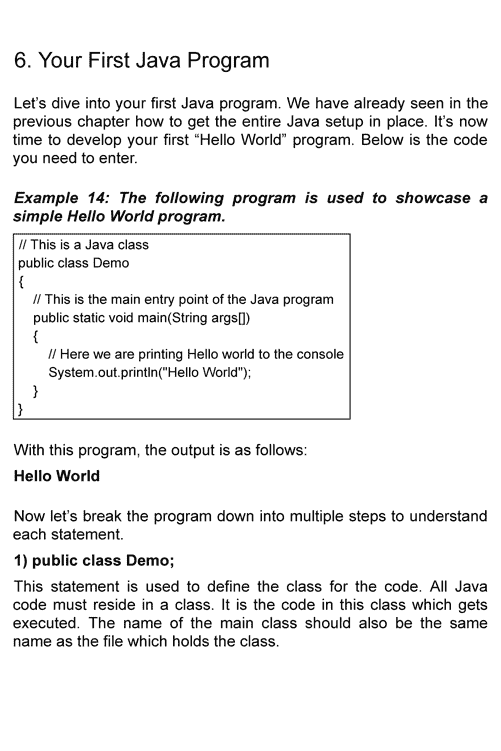 6. Your First Java Program
Let's dive into your first Java program. We have already seen in the
previous chapter how to get the entire Java setup in place. It's now
time to develop your first “Hello World” program. Below is the code
you need to enter.
Example 14: The following program is used to showcase a
simple Hello World program.
// This is a Java class
public class Demo
{
// This is the main entry point of the Java program
public static void main(String args[])
{
// Here we are printing Hello world to the console
System.out.println("Hello World");
}
}
With this program, the output is as follows:
Hello World
Now let's break the program down into multiple steps to understand
each statement.
1) public class Demo;
This statement is used to define the class for the code. All Java
code must reside in a class. It is the code in this class which gets
executed. The name of the main class should also be the same
name as the file which holds the class.